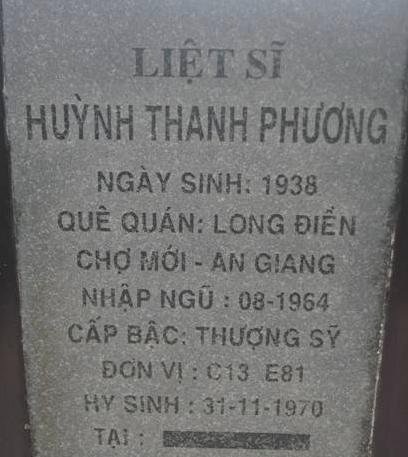 LIỆT SĨ
HUỲNH THANH PHƯƠNG
NGÀY SINH: 1938
QUÊ QUÁN: LONG ĐIỀN
CHỢ MỚI - AN GIANG
NHẬP NGŨ : 08-1964
CẤP BẬC: THƯỢNG SỸ
ĐƠN VỊ : C13 E81
HY SINH : 31-11-1970
TẠI :